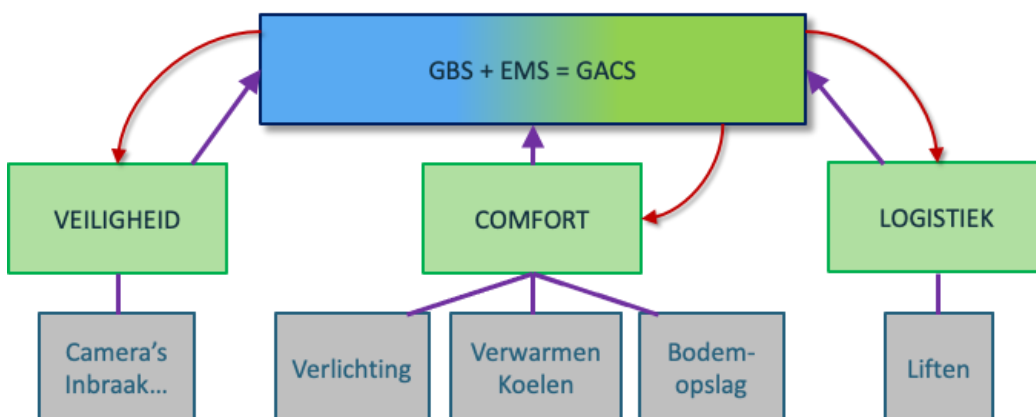 GBS + EMS = GACS
VEILIGHEID
COMFORT
LOGISTIEK
Camera's
Inbraak...
Verlichting
Verwarmen
Koelen
Bodem-
opslag
Liften